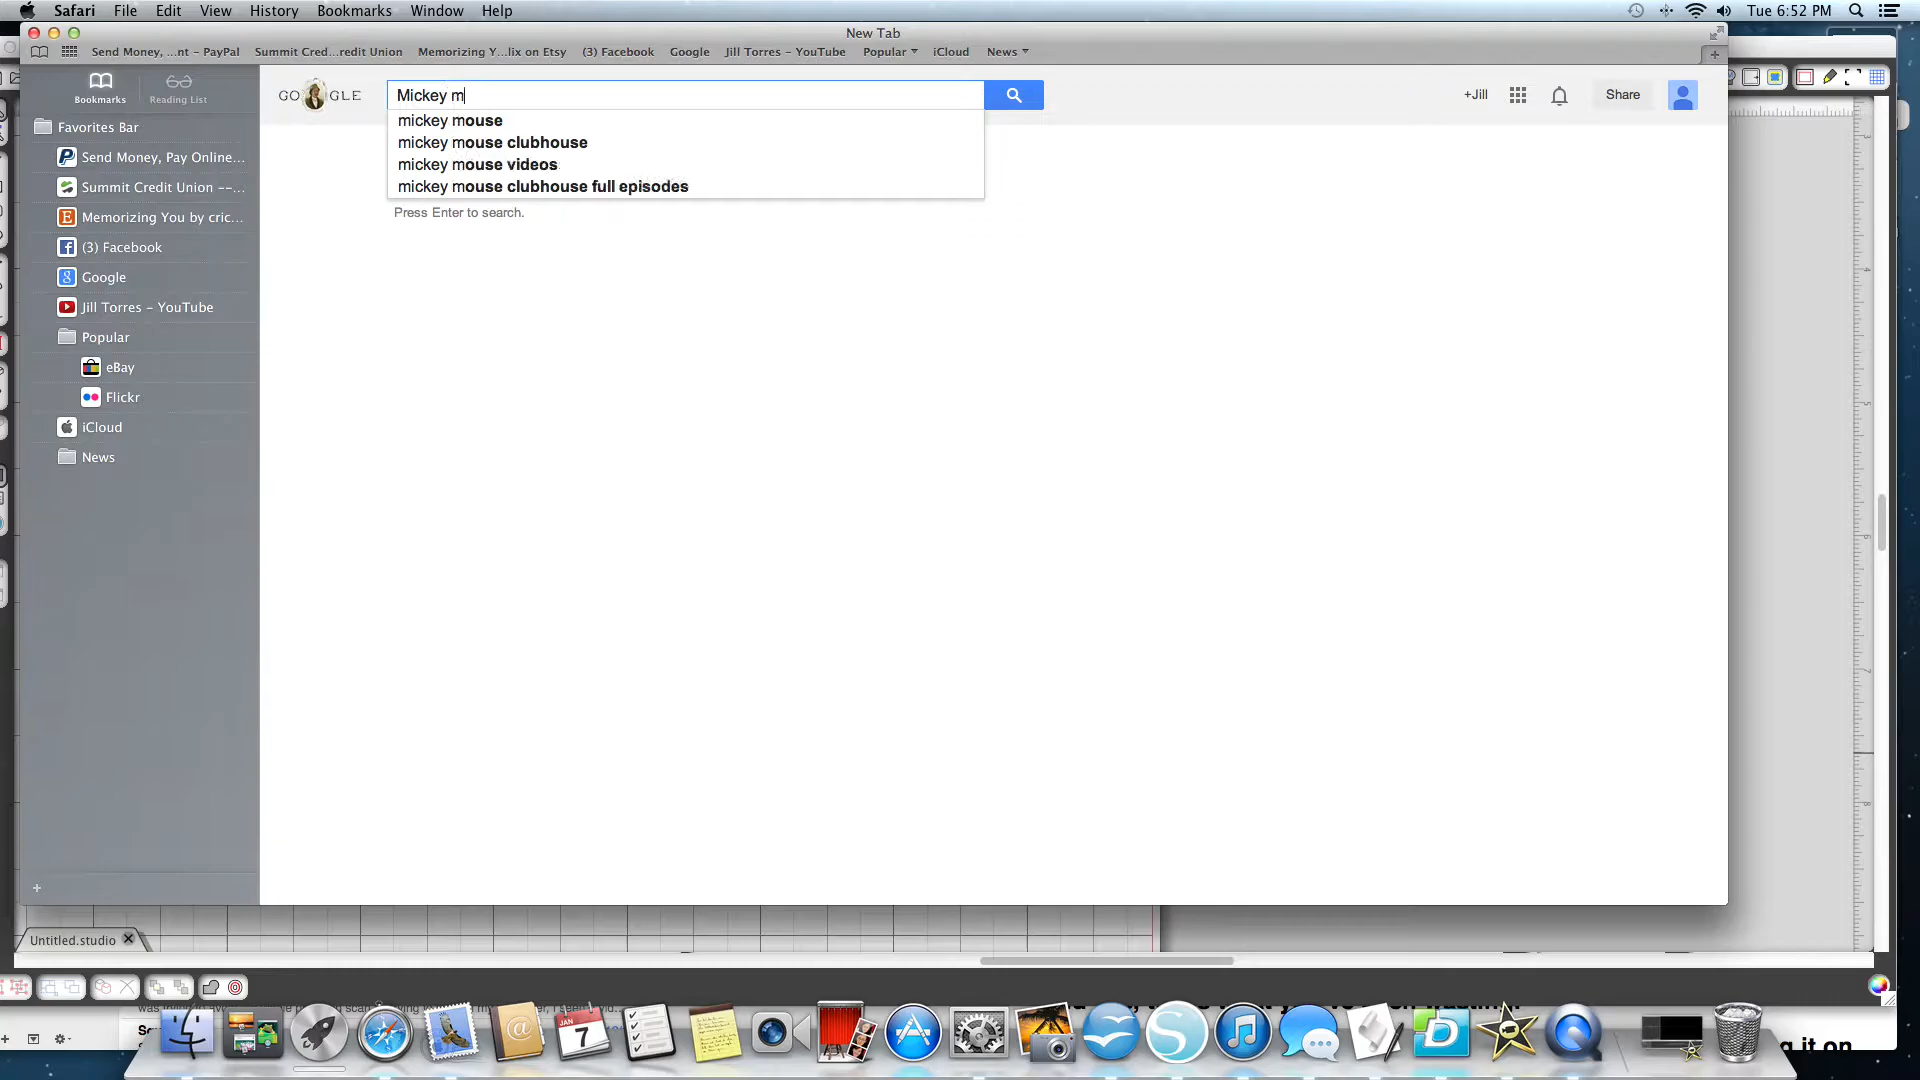 Safari File Edit View History Bookmarks Window Help Tue 6:52 PM
New Tab
Send Money, ...nt - PayPal Summit Cred...redit Union Memorizing Y...lix on Etsy (3) Facebook Google Jill Torres - YouTube Popular iCloud News
Bookmarks Reading List
GO GLE Mickey m +Jill Share
mickey mouse
mickey mouse clubhouse
mickey mouse videos
mickey mouse clubhouse full episodes
Press Enter to search.
Favorites Bar
Send Money, Pay Online...
Summit Credit Union --...
Memorizing You by cric...
(3) Facebook
Google
Jill Torres - YouTube
Popular
eBay
Flickr
iCloud
News
Untitled.studio
JAN
7